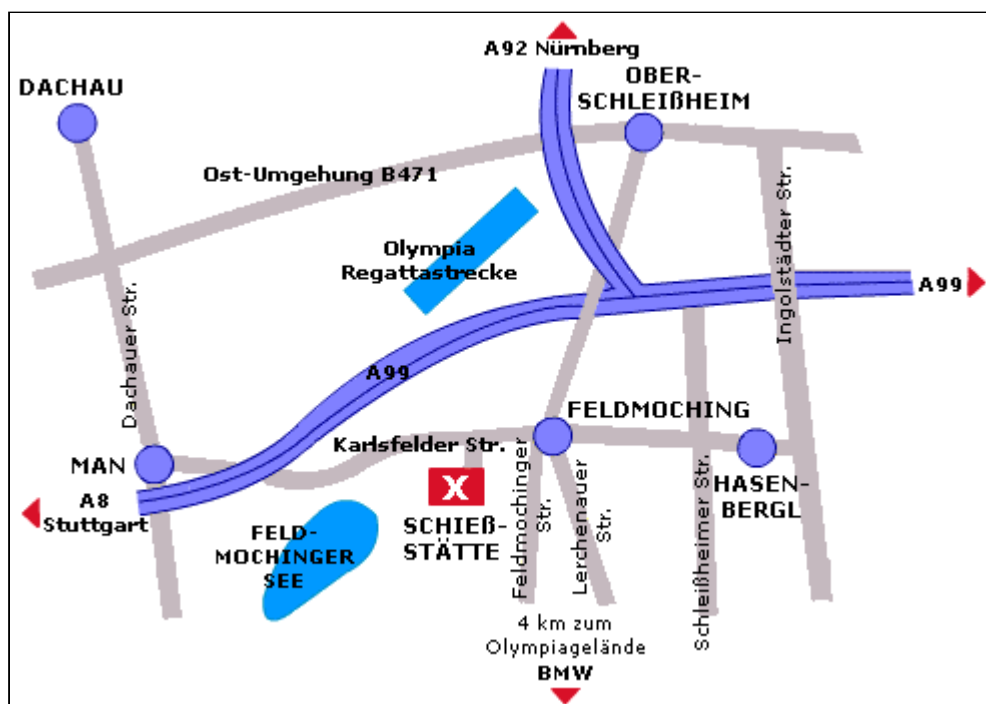 A92 Nürnberg
DACHAU
OBER-
SCHLEIßHEIM
Ost-Umgehung B471
Ingolstädter Str.
Olympia
Regattastrecke
A99
Dachauer Str.
A99
FELDMOCHING
Karlsfelder Str.
MAN
Feldmochinger
Str.
Lerchenauer
Str.
Schleißheimer Str.
HASEN-
BERGL
A8
Stuttgart
X
SCHIEß-
STÄTTE
FELD-
MOCHINGER
SEE
4 km zum
Olympiagelände
BMW